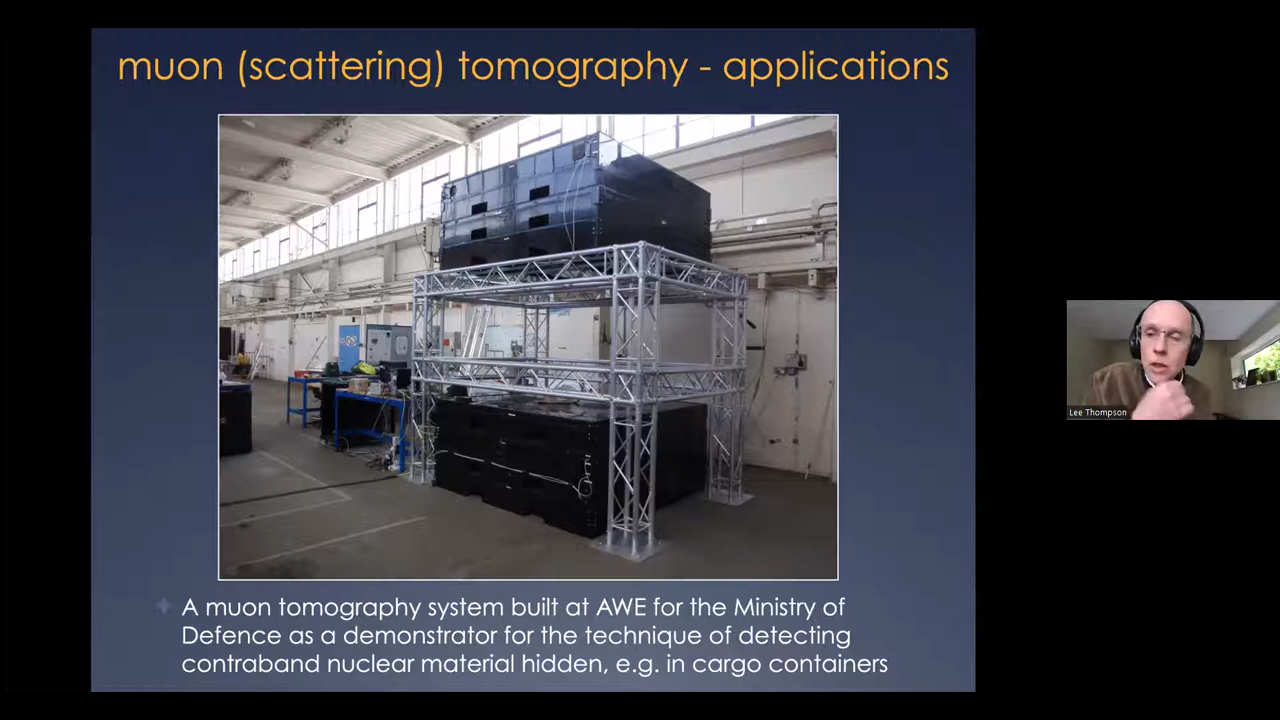 muon (scattering) tomography - applications
A muon tomography system built at AWE for the Ministry of
Defence as a demonstrator for the technique of detecting
contraband nuclear material hidden, e.g. in cargo containers
Lee Thompson